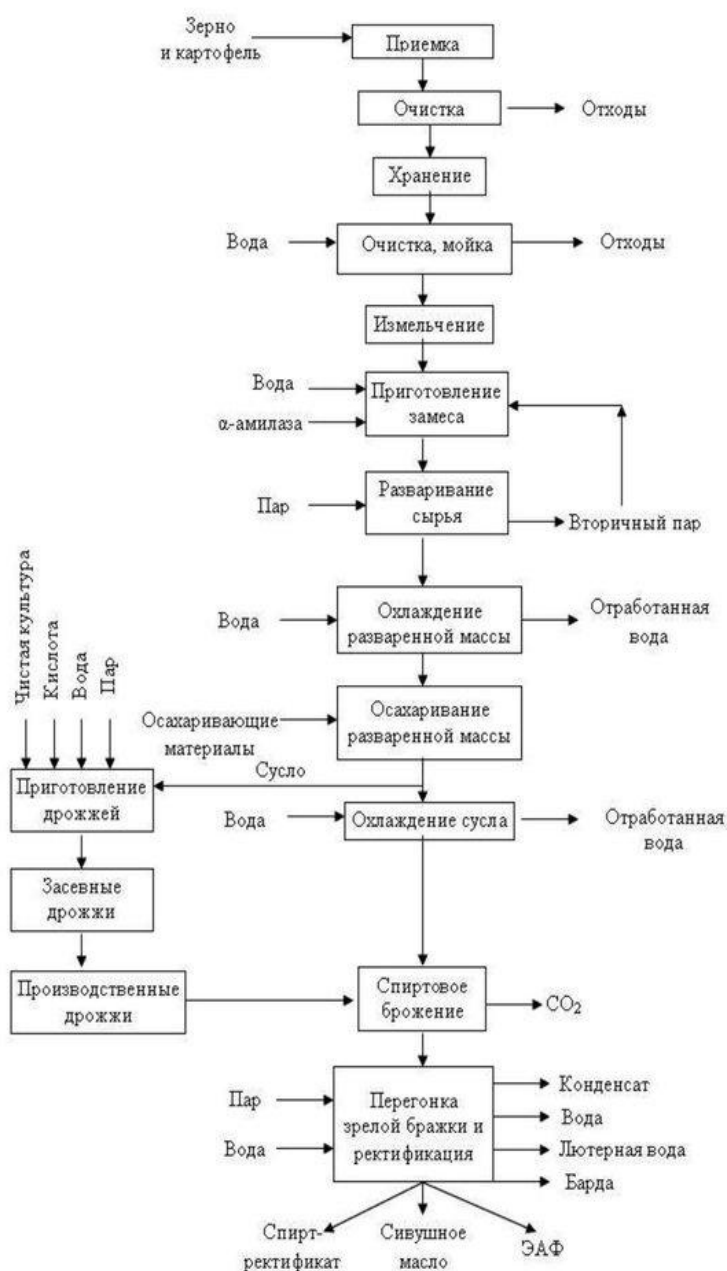 Зерно
и картофель
Приемка
Очистка
Отходы
Хранение
Вода
Очистка, мойка
Отходы
Измельчение
Вода
α-амилаза
Приготовление
замеса
Пар
Разваривание
сырья
Вторичный пар
Чистая культура
Кислота
Вода
Пар
Вода
Охлаждение
разваренной массы
Отработанная
вода
Осахаривающие
материалы
Осахаривание
разваренной массы
Сусло
Приготовление
дрожжей
Вода
Охлаждение сусла
Отработанная
вода
Засевные
дрожжи
Производственные
дрожжи
Спиртовое
брожение
CO₂
Пар
Вода
Перегонка
зрелой бражки и
ректификация
Конденсат
Вода
Лютерная вода
Барда
Спирт-
ректификат
Сивушное
масло
ЭАФ